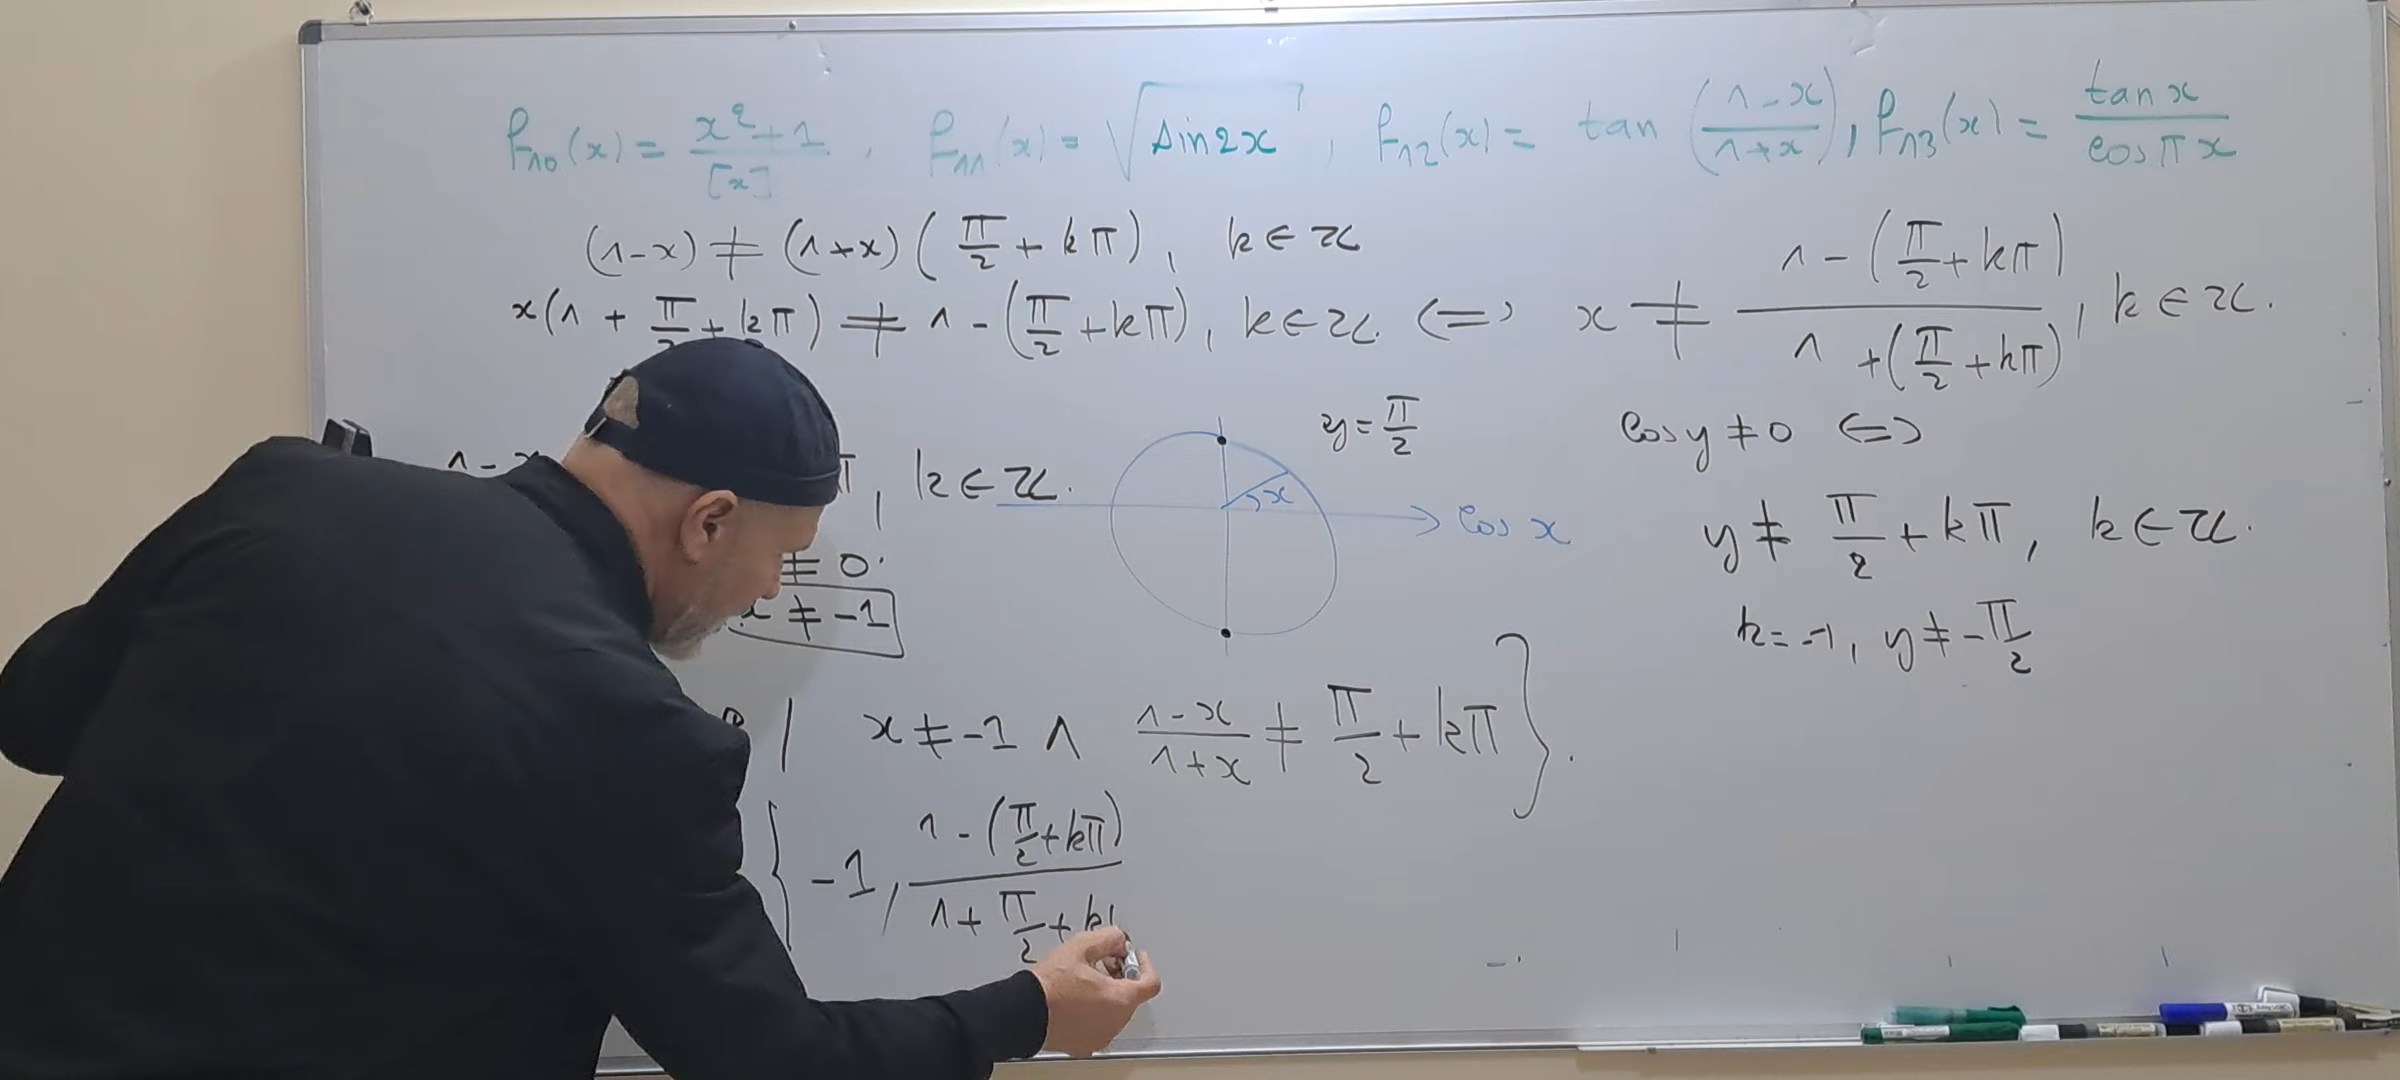 f₁₀(x) = (x² + 1)/[x] , f₁₁(x) = √(sin 2x) , f₁₂(x) = tan ((1 - x)/(1 + x)) , f₁₃(x) = tan x/cos π x
(1 - x) ≠ (1 + x) (π/2 + kπ) , k ∈ ℤ
x(1 + π/2 + kπ) ≠ 1 - (π/2 + kπ) , k ∈ ℤ. ⇔ x ≠ (1 - (π/2 + kπ))/(1 + (π/2 + kπ)) , k ∈ ℤ.
1 - x π , k ∈ ℤ.
≠ 0.
x ≠ -1
y = π/2
x
cos x
cos y ≠ 0 ⇔
y ≠ π/2 + kπ , k ∈ ℤ.
k = -1 , y ≠ -π/2
| x ≠ -1 ∧ (1 - x)/(1 + x) ≠ π/2 + kπ } .
{ -1 , (1 - (π/2 + kπ))/(1 + π/2 + k